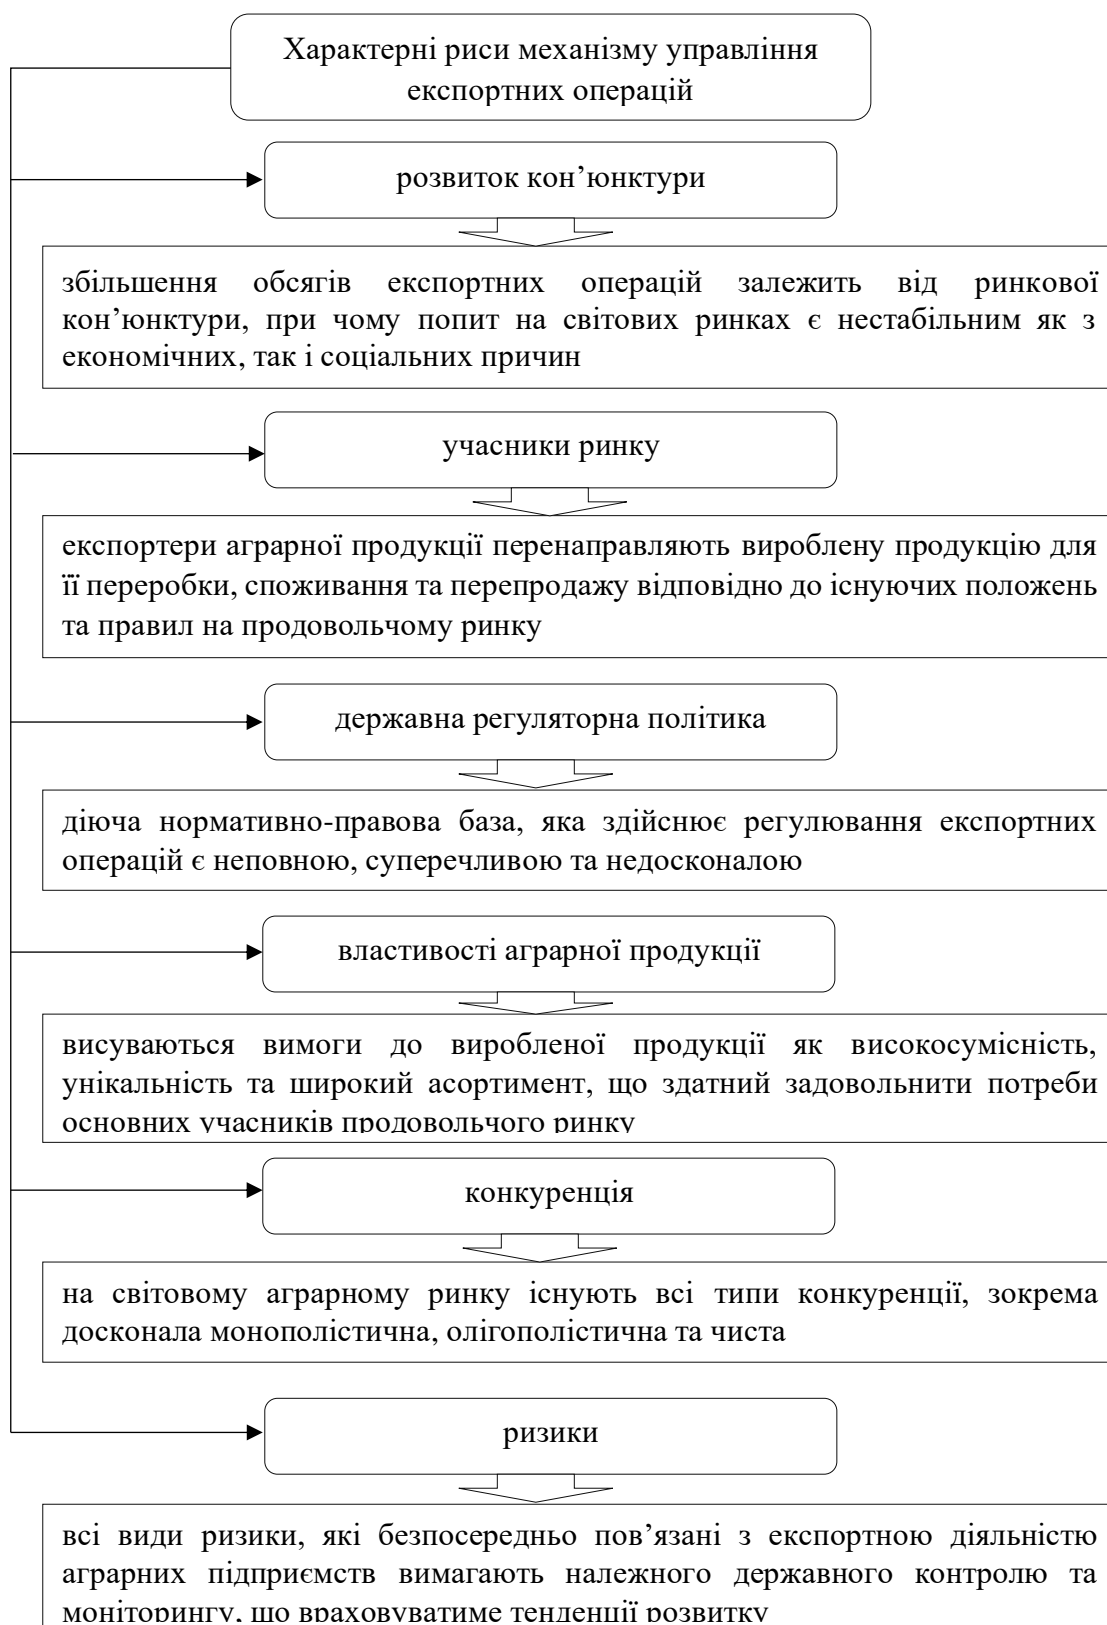 Характерні риси механізму управління
експортних операцій
розвиток кон’юнктури
збільшення обсягів експортних операцій залежить від ринкової
кон’юнктури, при чому попит на світових ринках є нестабільним як з
економічних, так і соціальних причин
учасники ринку
експортери аграрної продукції перенаправляють вироблену продукцію для
її переробки, споживання та перепродажу відповідно до існуючих положень
та правил на продовольчому ринку
державна регуляторна політика
діюча нормативно-правова база, яка здійснює регулювання експортних
операцій є неповною, суперечливою та недосконалою
властивості аграрної продукції
висуваються вимоги до виробленої продукції як високосумісність,
унікальність та широкий асортимент, що здатний задовольнити потреби
основних учасників продовольчого ринку
конкуренція
на світовому аграрному ринку існують всі типи конкуренції, зокрема
досконала монополістична, олігополістична та чиста
ризики
всі види ризики, які безпосередньо пов’язані з експортною діяльністю
аграрних підприємств вимагають належного державного контролю та
моніторингу, що враховуватиме тенденції розвитку